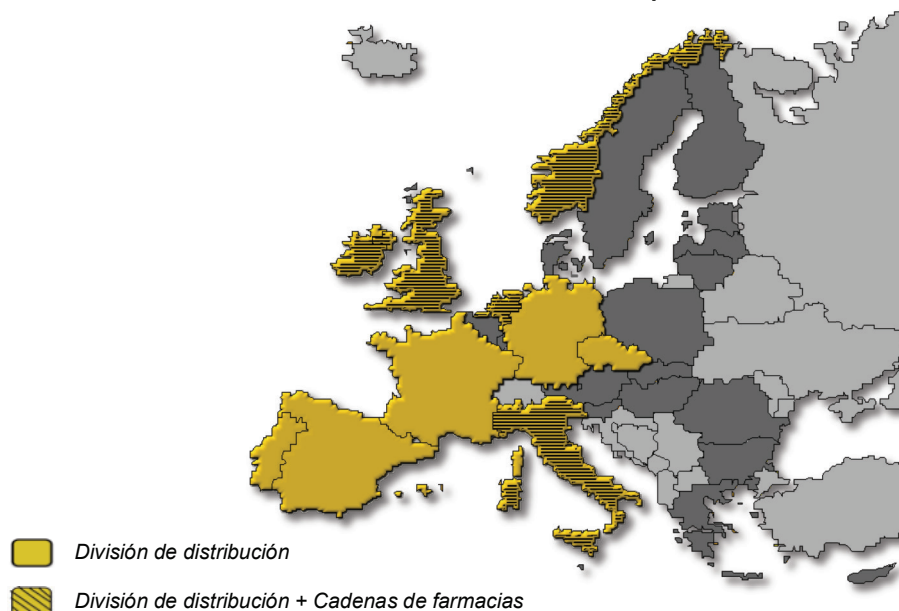 División de distribución
División de distribución + Cadenas de farmacias